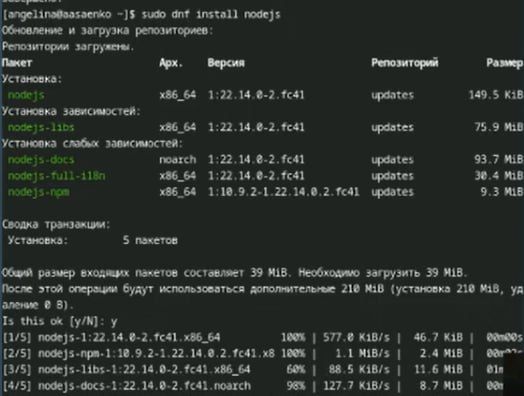 [angelina@aasaenko ~]$ sudo dnf install nodejs
Обновление и загрузка репозиториев:
Репозитории загружены.
Пакет Арх. Версия Репозиторий Размер
Установка:
nodejs x86_64 1:22.14.0-2.fc41 updates 149.5 KiB
Установка зависимостей:
nodejs-libs x86_64 1:22.14.0-2.fc41 updates 75.9 MiB
Установка слабых зависимостей:
nodejs-docs noarch 1:22.14.0-2.fc41 updates 93.7 MiB
nodejs-full-i18n x86_64 1:22.14.0-2.fc41 updates 30.4 MiB
nodejs-npm x86_64 1:10.9.2-1.22.14.0.2.fc41 updates 9.3 MiB
Сводка транзакции:
Установка: 5 пакетов
Общий размер входящих пакетов составляет 39 MiB. Необходимо загрузить 39 MiB.
После этой операции будут использоваться дополнительные 210 MiB (установка 210 MiB, уд
аление 0 B).
Is this ok [y/N]: y
[1/5] nodejs-1:22.14.0-2.fc41.x86_64 100% | 577.0 KiB/s | 46.7 KiB | 00m00s
[2/5] nodejs-npm-1:10.9.2-1.22.14.0.2.fc41.x8 100% | 1.1 MiB/s | 2.4 MiB |
[3/5] nodejs-libs-1:22.14.0-2.fc41.x86_64 60% | 88.5 KiB/s | 11.6 MiB | 01m
[4/5] nodejs-docs-1:22.14.0-2.fc41.noarch 98% | 127.7 KiB/s | 8.7 MiB | 00m